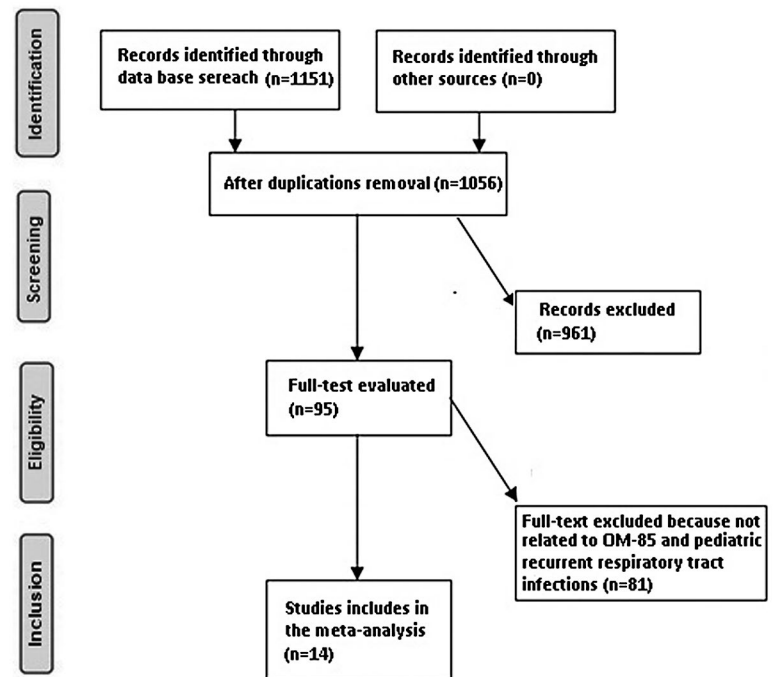 Identification
Records identified through
data base sereach (n=1151)
Records identified through
other sources (n=0)
After duplications removal (n=1056)
Screening
Records excluded
(n=961)
Eligibility
Full-test evaluated
(n=95)
Full-text excluded because not
related to OM-85 and pediatric
recurrent respiratory tract
infections (n=81)
Inclusion
Studies includes in
the meta-analysis
(n=14)